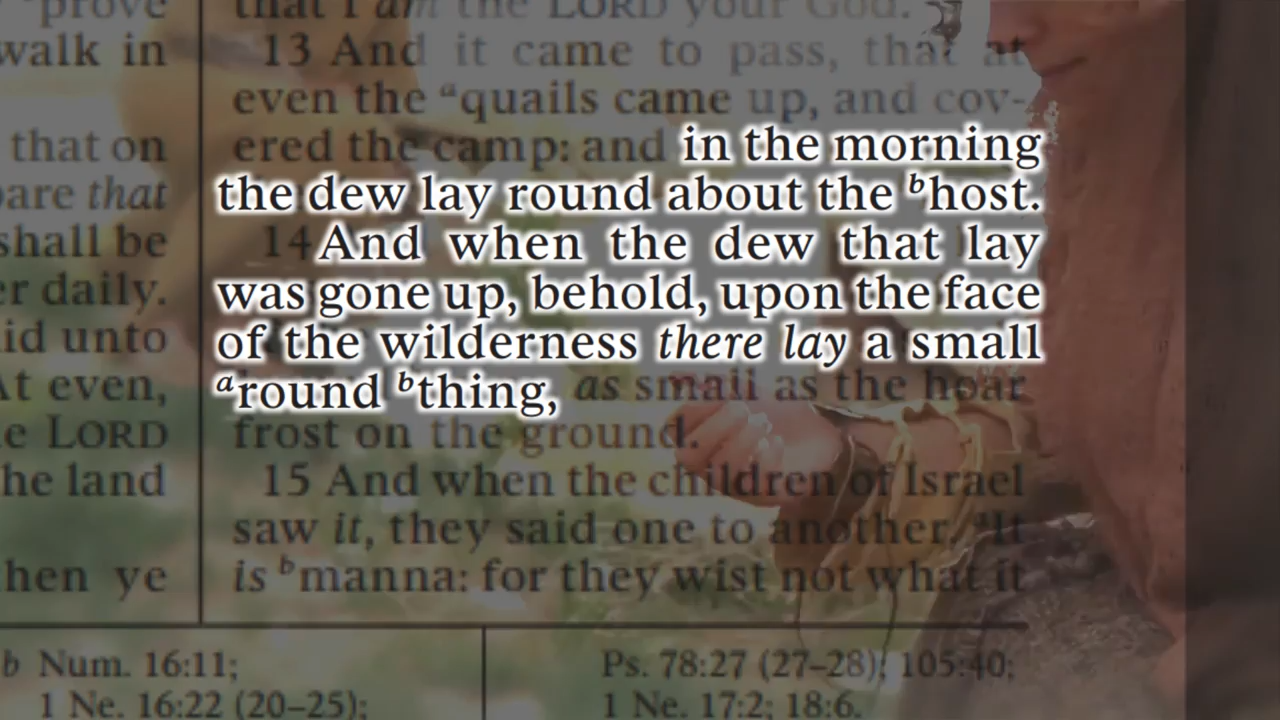 prove
walk in
that on
are that
shall be
er daily.
id unto
At even,
e LORD
he land
hen ye
that I am the LORD your God.
13 And it came to pass, that at
even the aquails came up, and cov-
ered the camp: and in the morning
the dew lay round about the bhost.
14 And when the dew that lay
was gone up, behold, upon the face
of the wilderness there lay a small
around bthing, as small as the hoar
frost on the ground.
15 And when the children of Israel
saw it, they said one to another, aIt
is bmanna: for they wist not what it
b Num. 16:11;
1 Ne. 16:22 (20–25);
Ps. 78:27 (27–28); 105:40;
1 Ne. 17:2; 18:6.